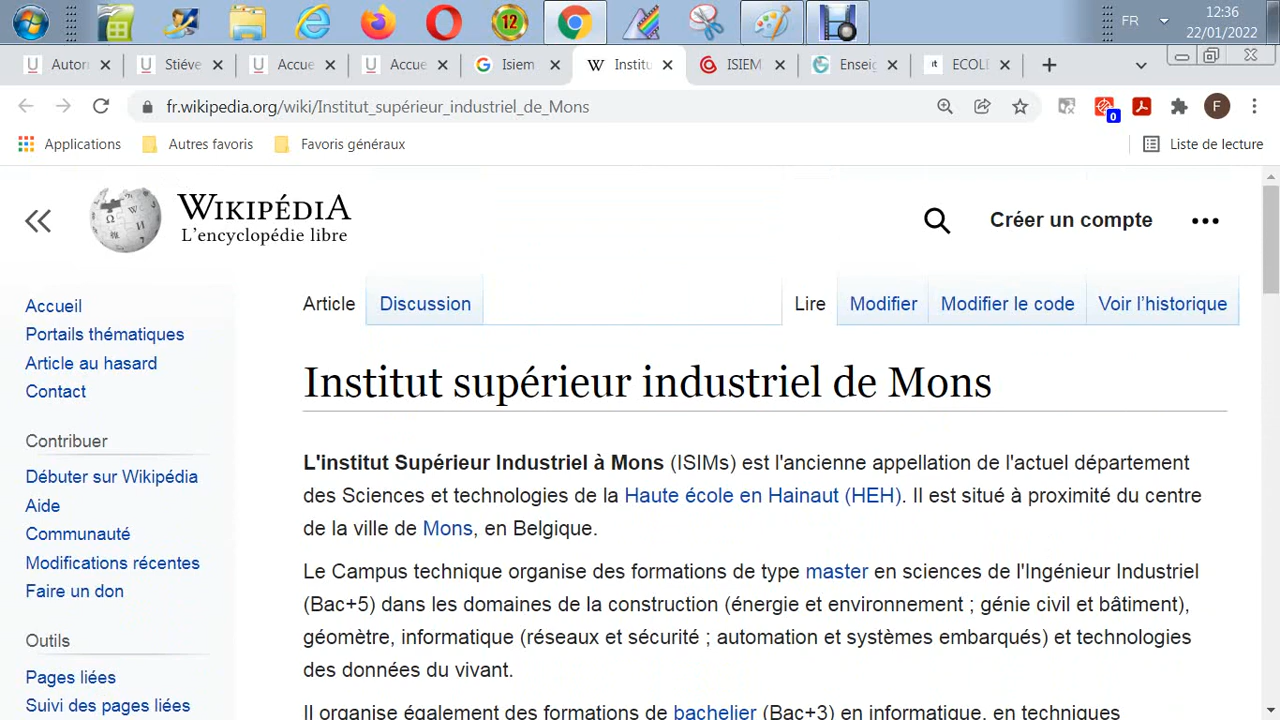 FR
12:36
22/01/2022
12
Autor
Stiéve
Accue
Accue
Isiem
Institu
ISIEM
Enseig
ECOLI
fr.wikipedia.org/wiki/Institut_supérieur_industriel_de_Mons
0
F
Applications
Autres favoris
Favoris généraux
Liste de lecture
WIKIPÉDIA
L'encyclopédie libre
Créer un compte
Accueil
Portails thématiques
Article au hasard
Contact
Contribuer
Débuter sur Wikipédia
Aide
Communauté
Modifications récentes
Faire un don
Outils
Pages liées
Suivi des pages liées
Article
Discussion
Lire
Modifier
Modifier le code
Voir l’historique
Institut supérieur industriel de Mons
L'institut Supérieur Industriel à Mons (ISIMs) est l'ancienne appellation de l'actuel département
des Sciences et technologies de la Haute école en Hainaut (HEH). Il est situé à proximité du centre
de la ville de Mons, en Belgique.
Le Campus technique organise des formations de type master en sciences de l'Ingénieur Industriel
(Bac+5) dans les domaines de la construction (énergie et environnement ; génie civil et bâtiment),
géomètre, informatique (réseaux et sécurité ; automation et systèmes embarqués) et technologies
des données du vivant.
Il organise également des formations de bachelier (Bac+3) en informatique, en techniques